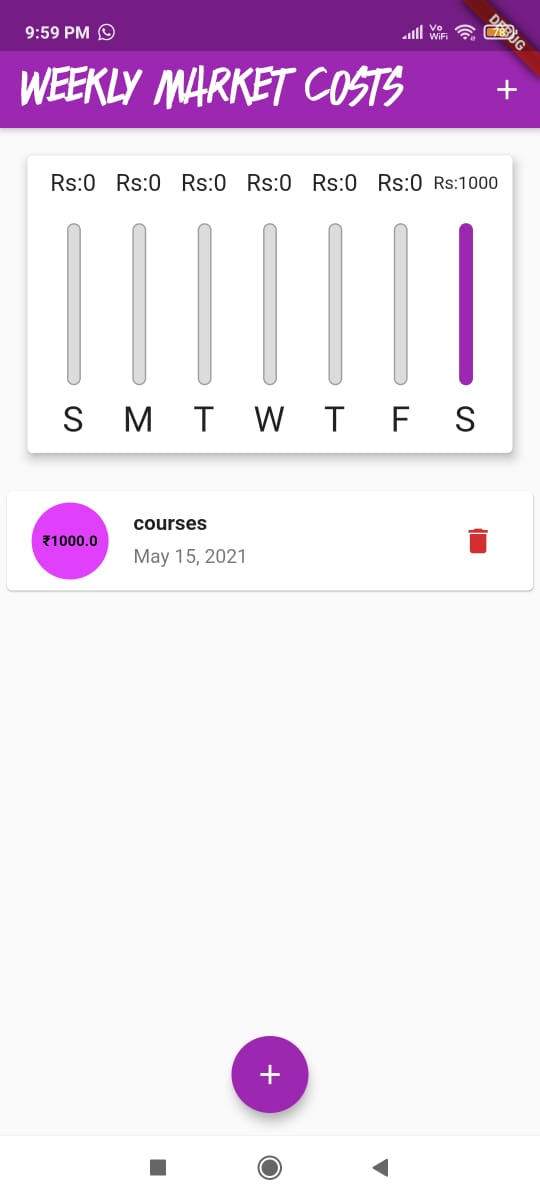 9:59 PM
Vo
WiFi
78
DEBUG
WEEKLY MARKET COSTS
Rs:0 Rs:0 Rs:0 Rs:0 Rs:0 Rs:0 Rs:1000
S M T W T F S
₹1000.0
courses
May 15, 2021